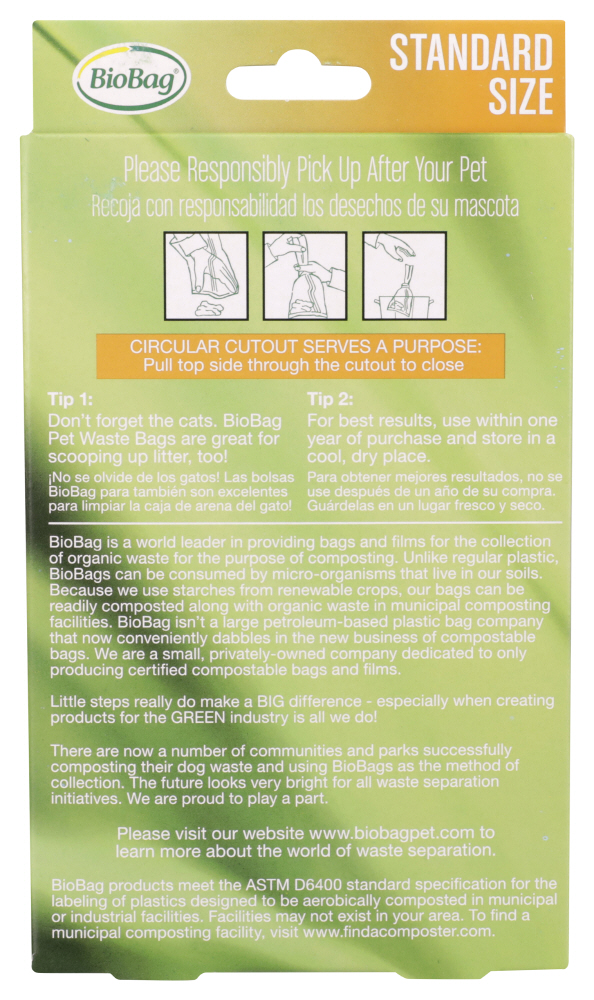 BioBag®
STANDARD
SIZE
Please Responsibly Pick Up After Your Pet
Recoja con responsabilidad los desechos de su mascota
CIRCULAR CUTOUT SERVES A PURPOSE:
Pull top side through the cutout to close
Tip 1:
Don't forget the cats. BioBag
Pet Waste Bags are great for
scooping up litter, too!
¡No se olvide de los gatos! Las bolsas
BioBag para también son excelentes
para limpiar la caja de arena del gato!
Tip 2:
For best results, use within one
year of purchase and store in a
cool, dry place.
Para obtener mejores resultados, no se
use después de un año de su compra.
Guárdelas en un lugar fresco y seco.
BioBag is a world leader in providing bags and films for the collection
of organic waste for the purpose of composting. Unlike regular plastic,
BioBags can be consumed by micro-organisms that live in our soils.
Because we use starches from renewable crops, our bags can be
readily composted along with organic waste in municipal composting
facilities. BioBag isn't a large petroleum-based plastic bag company
that now conveniently dabbles in the new business of compostable
bags. We are a small, privately-owned company dedicated to only
producing certified compostable bags and films.
Little steps really do make a BIG difference - especially when creating
products for the GREEN industry is all we do!
There are now a number of communities and parks successfully
composting their dog waste and using BioBags as the method of
collection. The future looks very bright for all waste separation
initiatives. We are proud to play a part.
Please visit our website www.biobagpet.com to
learn more about the world of waste separation.
BioBag products meet the ASTM D6400 standard specification for the
labeling of plastics designed to be aerobically composted in municipal
or industrial facilities. Facilities may not exist in your area. To find a
municipal composting facility, visit www.findacomposter.com.